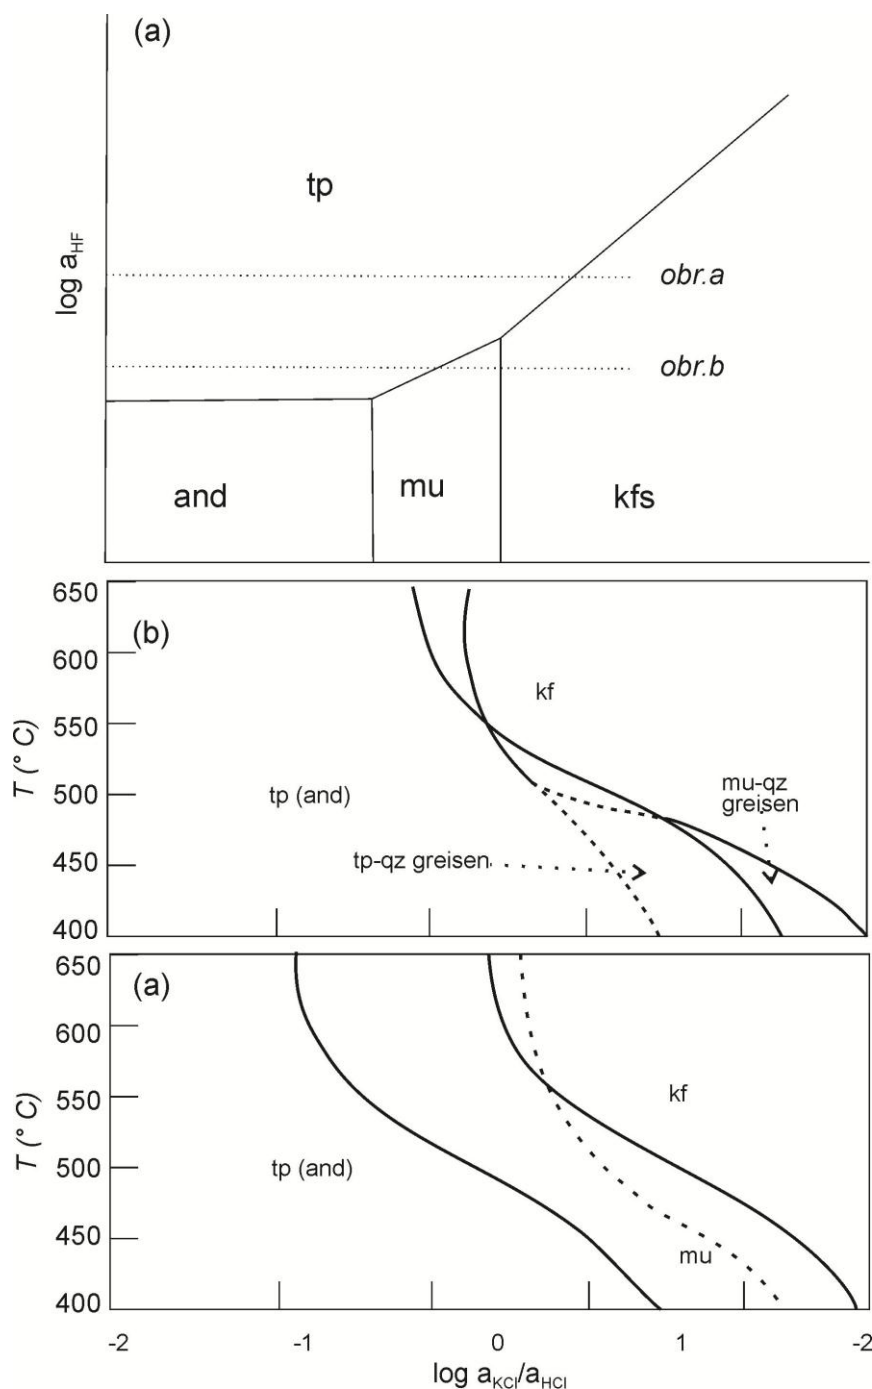 (a)
tp
log a_HF
obr.a
obr.b
and
mu
kfs
650
(b)
600
kf
550
T (° C)
500
tp (and)
mu-qz
greisen
450
tp-qz greisen
400
650
(a)
600
550
kf
T (° C)
500
tp (and)
450
mu
400
-2
-1
0
1
-2
log a_KCl/a_HCl